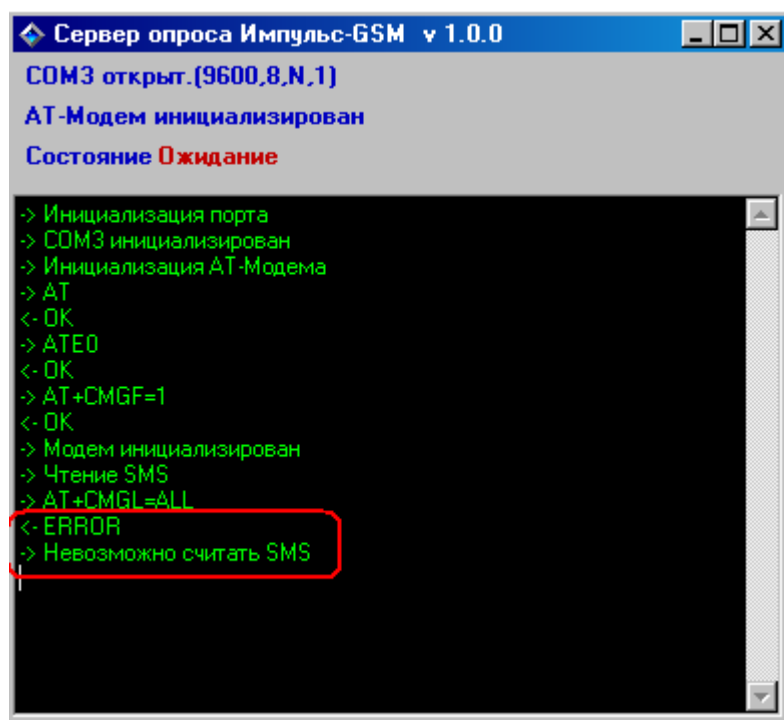 Сервер опроса Импульс-GSM v 1.0.0
COM3 открыт.(9600,8,N,1)
АТ-Модем инициализирован
Состояние Ожидание
-> Инициализация порта
-> COM3 инициализирован
-> Инициализация АТ-Модема
-> AT
<- OK
-> ATE0
<- OK
-> AT+CMGF=1
<- OK
-> Модем инициализирован
-> Чтение SMS
-> AT+CMGL=ALL
<- ERROR
-> Невозможно считать SMS